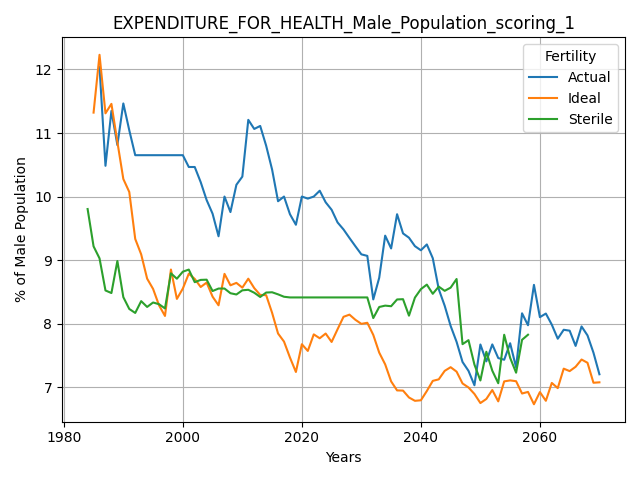 EXPENDITURE_FOR_HEALTH_Male_Population_scoring_1
Fertility
Actual
Ideal
Sterile
% of Male Population
12
11
10
9
8
7
1980
2000
2020
2040
2060
Years